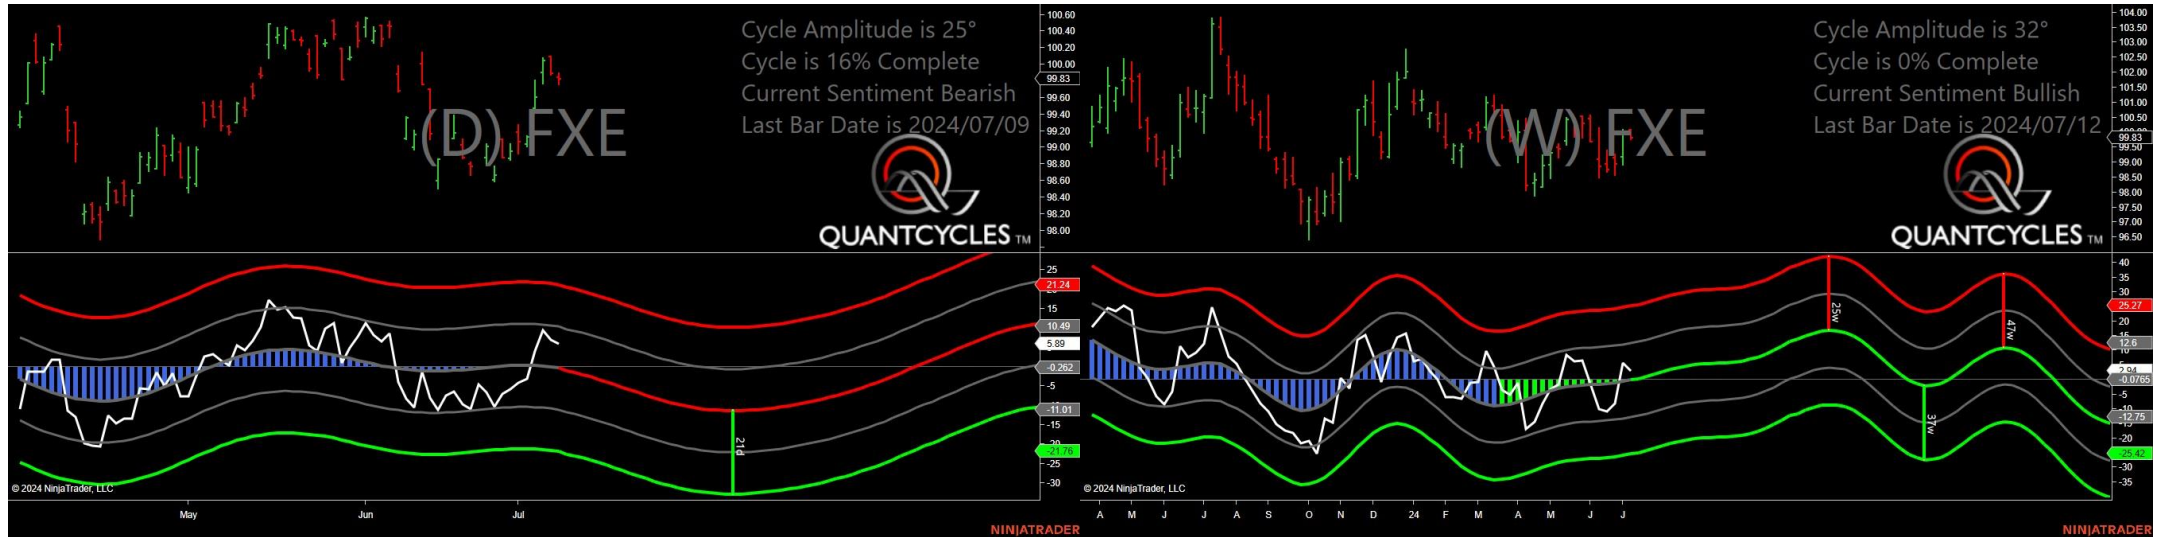 Cycle Amplitude is 25°
Cycle is 16% Complete
Current Sentiment Bearish
Last Bar Date is 2024/07/09
(D) FXE
QUANTCYCLES TM
100.60
100.40
100.20
100.00
99.83
99.60
99.40
99.20
99.00
98.80
98.60
98.40
98.20
98.00
25
21.24
15
10.49
5.89
-0.262
-5
-11.01
-21.76
-25
-30
21d
© 2024 NinjaTrader, LLC
May Jun Jul
NINJATRADER
Cycle Amplitude is 32°
Cycle is 0% Complete
Current Sentiment Bullish
Last Bar Date is 2024/07/12
(W) FXE
QUANTCYCLES TM
104.00
103.50
103.00
102.50
102.00
101.50
101.00
100.50
99.83
99.50
99.00
98.50
98.00
97.50
97.00
96.50
40
35
30
25.27
20
15
12.6
2.94
-0.0765
-5
-12.75
-15
-20
-25.42
-30
-35
25w
37w
47w
© 2024 NinjaTrader, LLC
A M J J A S O N D 24 F M A M J J
NINJATRADER